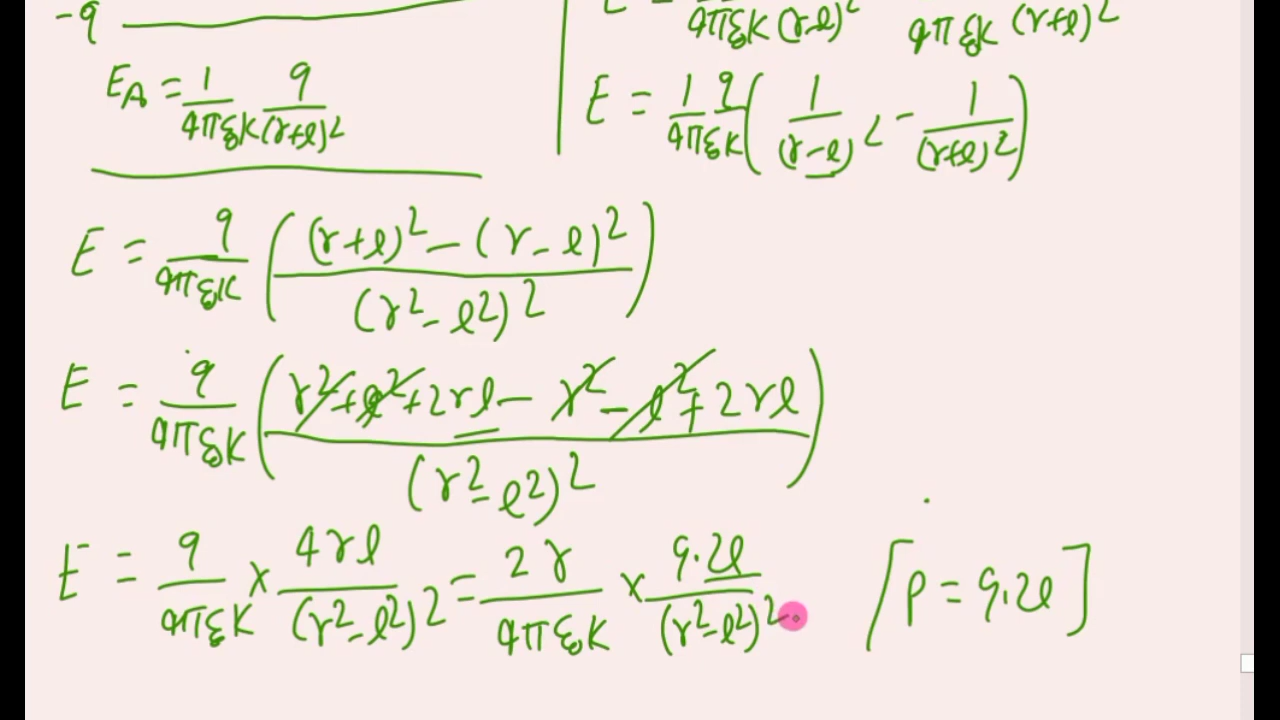 -q
E_A = 1/4πε₀K q/(r+l)²
E = 4πε₀K (r-l)² 4πε₀K (r+l)²
E = 1/4πε₀K q (1/(r-l)² - 1/(r+l)²)
E = q/4πε₀K ((r+l)² - (r-l)²/(r²-l²)²)
E = q/4πε₀K (r²+l²+2rl - r² - l² + 2rl/(r²-l²)²)
E = q/4πε₀K × 4rl/(r²-l²)² = 2r/4πε₀K × q.2l/(r²-l²)² [P = q.2l]